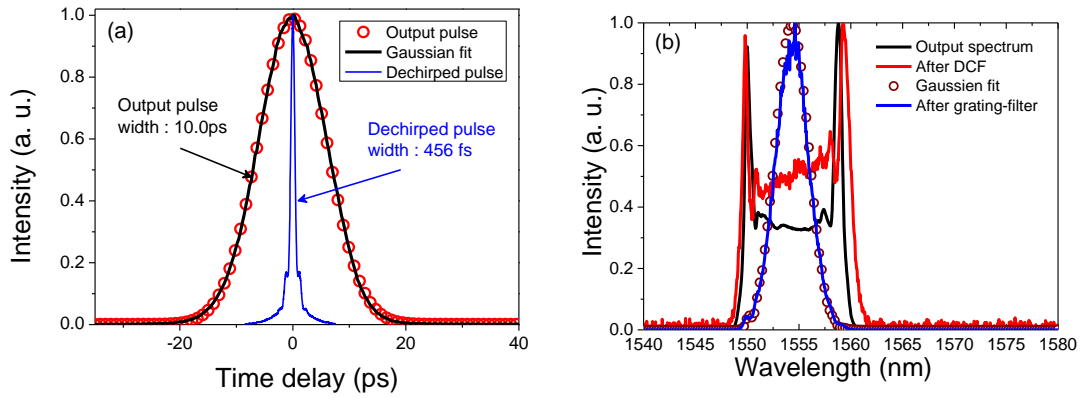 (a)
Output pulse
Gaussian fit
Dechirped pulse
Output pulse
width : 10.0ps
Dechirped pulse
width : 456 fs
1.0
0.8
0.6
0.4
0.2
0.0
Intensity (a. u.)
-20
0
20
40
Time delay (ps)
(b)
Output spectrum
After DCF
Gaussien fit
After grating-filter
1.0
0.8
0.6
0.4
0.2
0.0
Intensity (a. u.)
1540
1545
1550
1555
1560
1565
1570
1575
1580
Wavelength (nm)